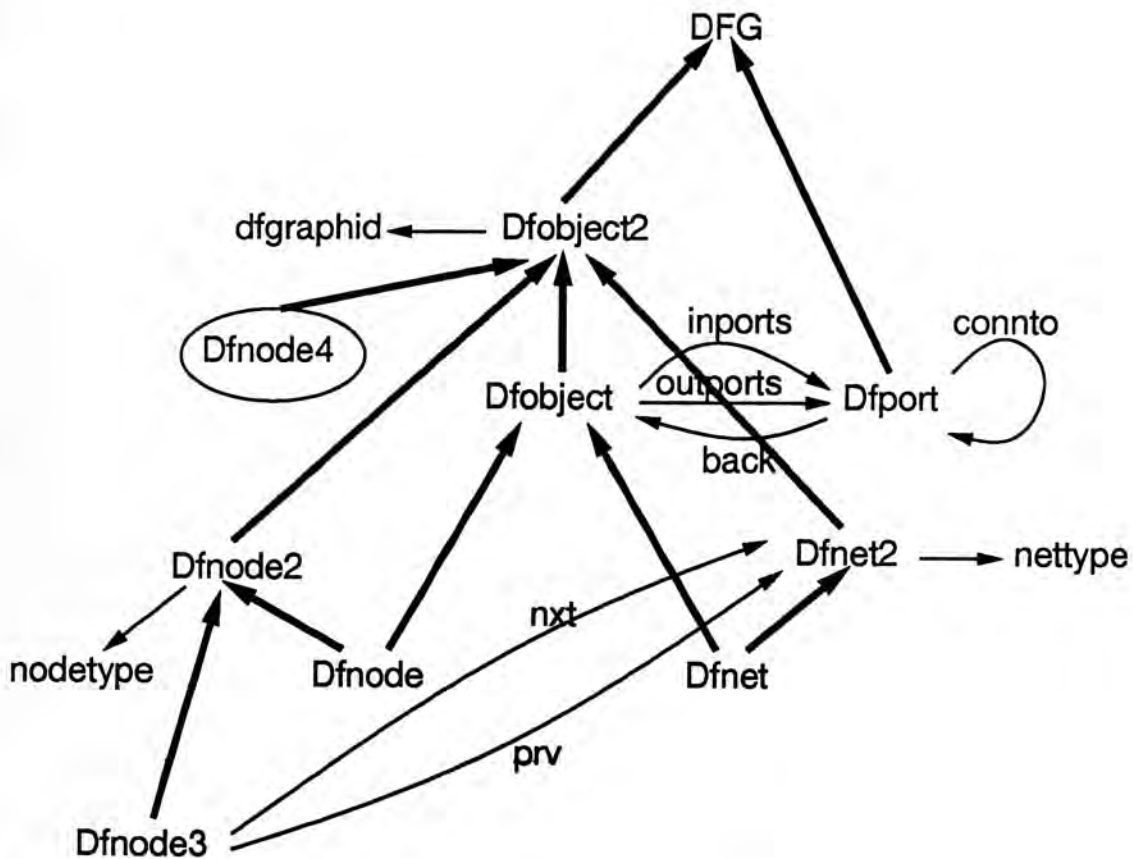 DFG
dfgraphid
Dfobject2
inports
connto
Dfnode4
Dfobject
outports
Dfport
back
Dfnode2
Dfnet2
nettype
nxt
nodetype
Dfnode
Dfnet
prv
Dfnode3